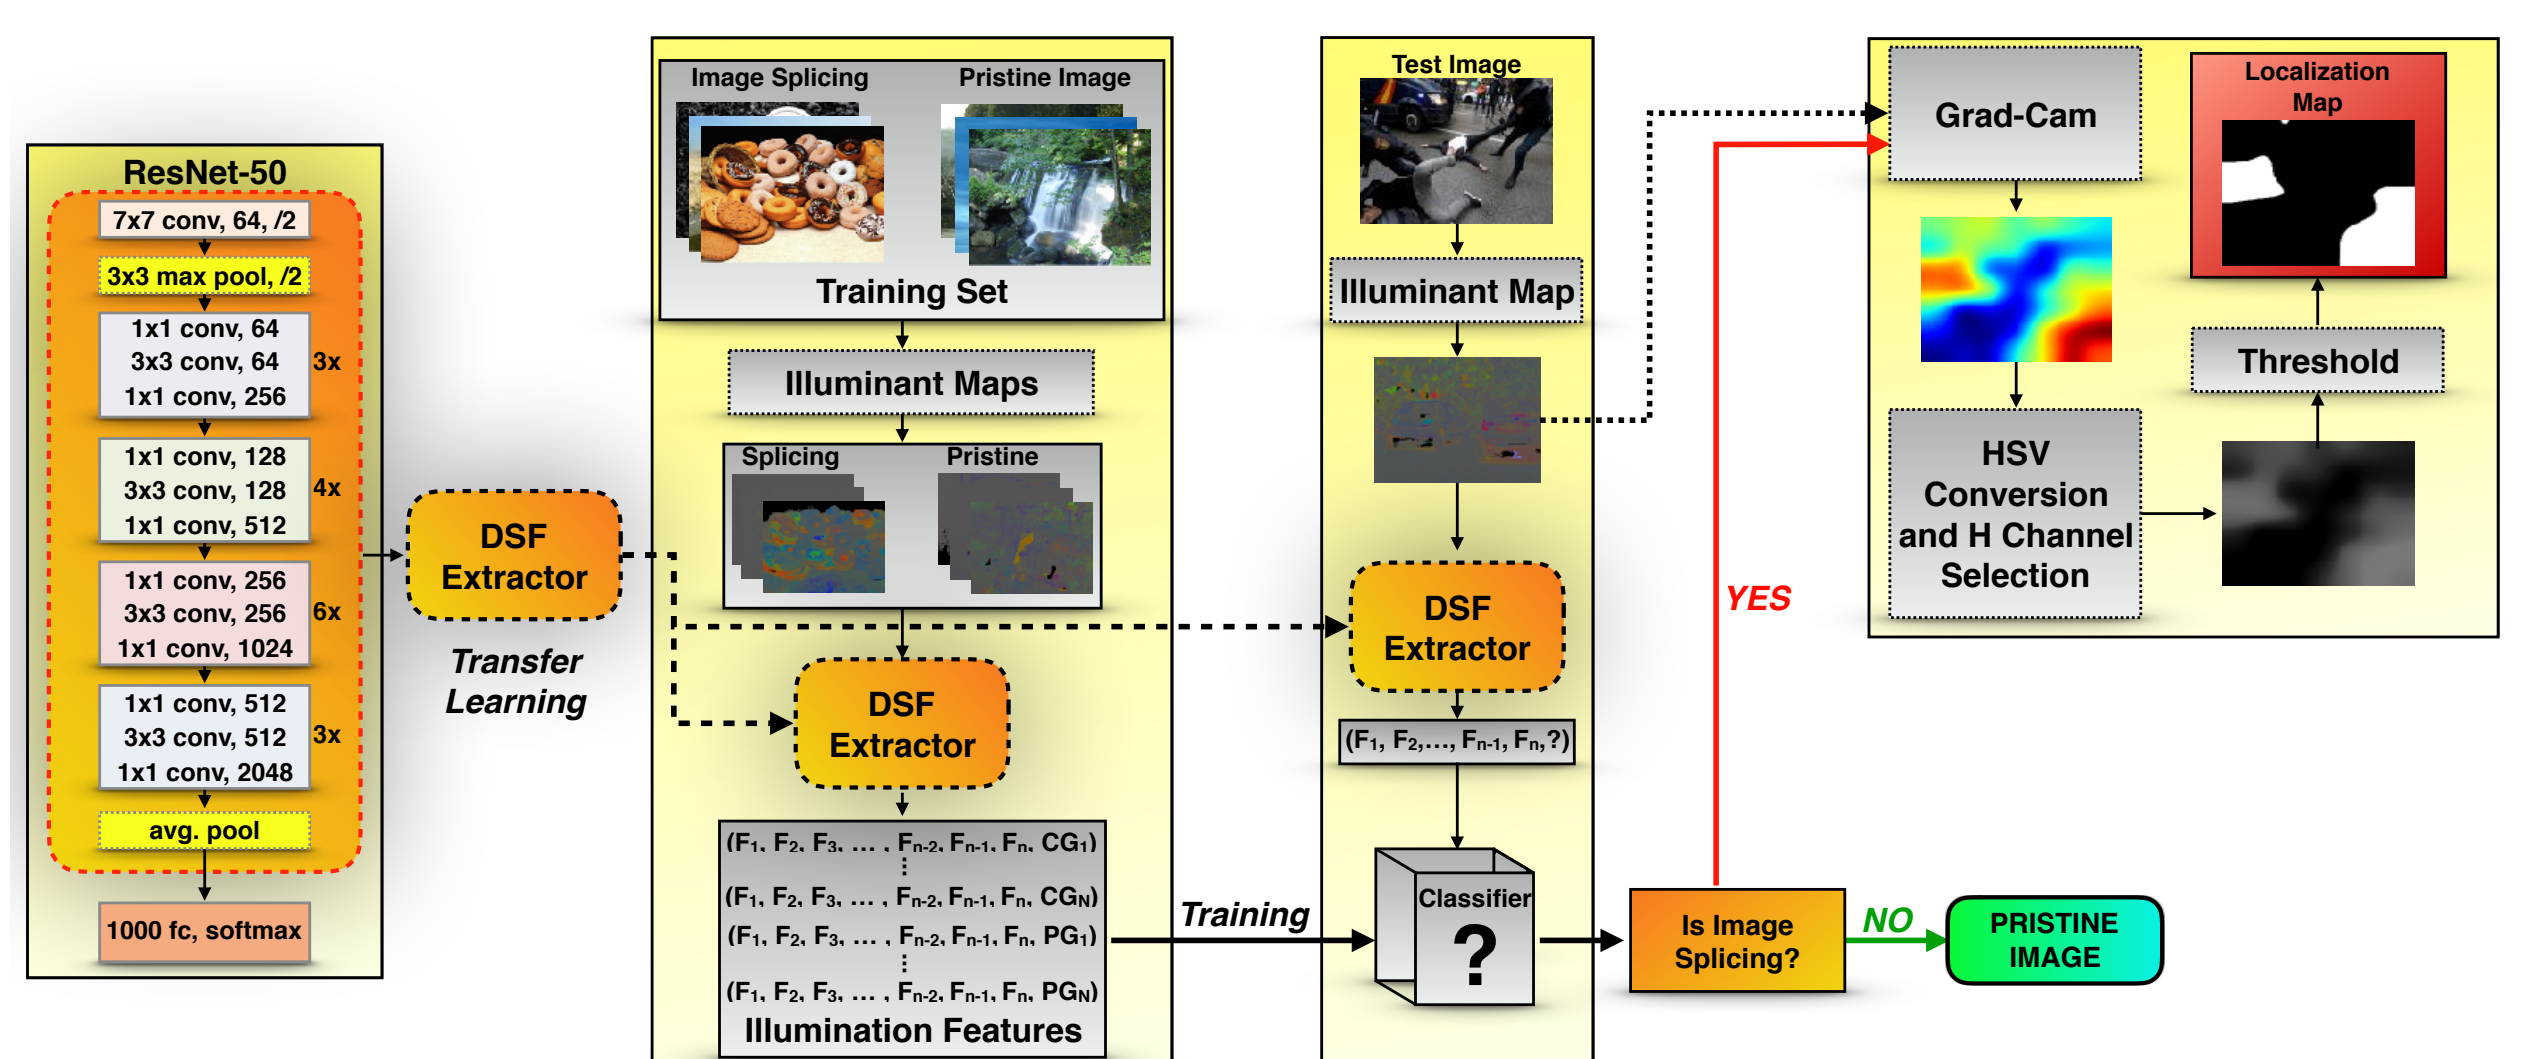 ResNet-50
7x7 conv, 64, /2
3x3 max pool, /2
1x1 conv, 64
3x3 conv, 64
1x1 conv, 256
3x
1x1 conv, 128
3x3 conv, 128
1x1 conv, 512
4x
1x1 conv, 256
3x3 conv, 256
1x1 conv, 1024
6x
1x1 conv, 512
3x3 conv, 512
1x1 conv, 2048
3x
avg. pool
1000 fc, softmax
DSF
Extractor
Transfer
Learning
Image Splicing
Pristine Image
Training Set
Illuminant Maps
Splicing
Pristine
DSF
Extractor
(F1, F2, F3, ... , Fn-2, Fn-1, Fn, CG1)
⋮
(F1, F2, F3, ... , Fn-2, Fn-1, Fn, CGN)
(F1, F2, F3, ... , Fn-2, Fn-1, Fn, PG1)
⋮
(F1, F2, F3, ... , Fn-2, Fn-1, Fn, PGN)
Illumination Features
Training
Test Image
Illuminant Map
DSF
Extractor
(F1, F2,..., Fn-1, Fn,?)
Classifier
?
Is Image
Splicing?
YES
NO
PRISTINE
IMAGE
Grad-Cam
HSV
Conversion
and H Channel
Selection
Threshold
Localization
Map